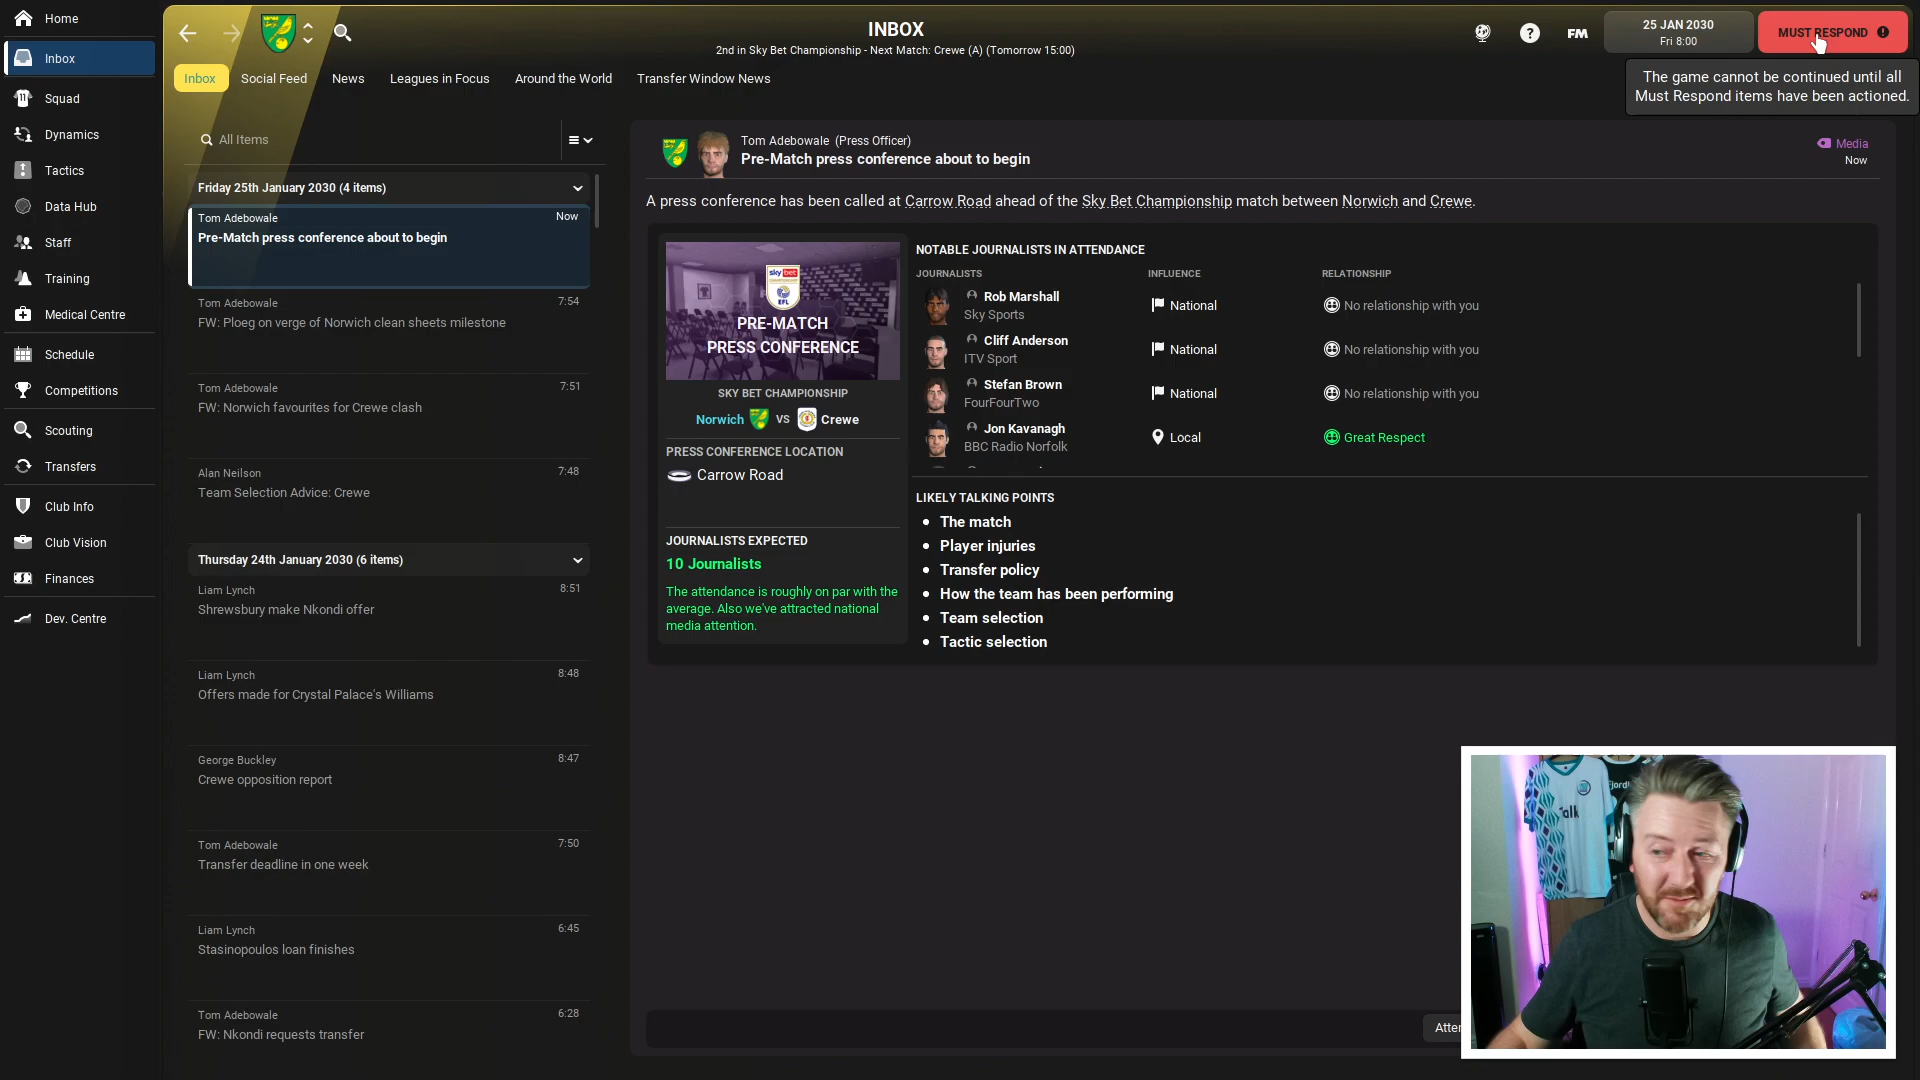 Home
Inbox
Squad
Dynamics
Tactics
Data Hub
Staff
Training
Medical Centre
Schedule
Competitions
Scouting
Transfers
Club Info
Club Vision
Finances
Dev. Centre
INBOX
2nd in Sky Bet Championship - Next Match: Crewe (A) (Tomorrow 15:00)
FM
25 JAN 2030
Fri 8:00
MUST RESPOND
The game cannot be continued until all
Must Respond items have been actioned.
Inbox
Social Feed
News
Leagues in Focus
Around the World
Transfer Window News
All Items
Friday 25th January 2030 (4 items)
Tom Adebowale
Now
Pre-Match press conference about to begin
Tom Adebowale
7:54
FW: Ploeg on verge of Norwich clean sheets milestone
Tom Adebowale
7:51
FW: Norwich favourites for Crewe clash
Alan Neilson
7:48
Team Selection Advice: Crewe
Thursday 24th January 2030 (6 items)
Liam Lynch
8:51
Shrewsbury make Nkondi offer
Liam Lynch
8:48
Offers made for Crystal Palace's Williams
George Buckley
8:47
Crewe opposition report
Tom Adebowale
7:50
Transfer deadline in one week
Liam Lynch
6:45
Stasinopoulos loan finishes
Tom Adebowale
6:28
FW: Nkondi requests transfer
Tom Adebowale (Press Officer)
Pre-Match press conference about to begin
Media
Now
A press conference has been called at Carrow Road ahead of the Sky Bet Championship match between Norwich and Crewe.
sky bet
EFL
PRE-MATCH
PRESS CONFERENCE
SKY BET CHAMPIONSHIP
Norwich VS Crewe
PRESS CONFERENCE LOCATION
Carrow Road
JOURNALISTS EXPECTED
10 Journalists
The attendance is roughly on par with the
average. Also we've attracted national
media attention.
NOTABLE JOURNALISTS IN ATTENDANCE
JOURNALISTS
INFLUENCE
RELATIONSHIP
Rob Marshall
Sky Sports
National
No relationship with you
Cliff Anderson
ITV Sport
National
No relationship with you
Stefan Brown
FourFourTwo
National
No relationship with you
Jon Kavanagh
BBC Radio Norfolk
Local
Great Respect
LIKELY TALKING POINTS
• The match
• Player injuries
• Transfer policy
• How the team has been performing
• Team selection
• Tactic selection
Atter
Talk